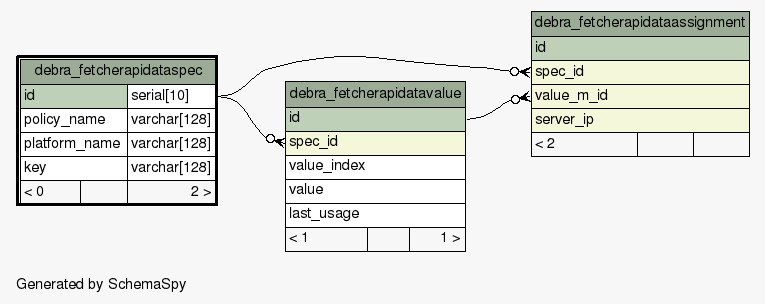 debra_fetcherapidataspec
id serial[10]
policy_name varchar[128]
platform_name varchar[128]
key varchar[128]
< 0 2 >
debra_fetcherapidatavalue
id
spec_id
value_index
value
last_usage
< 1 1 >
debra_fetcherapidataassignment
id
spec_id
value_m_id
server_ip
< 2
Generated by SchemaSpy